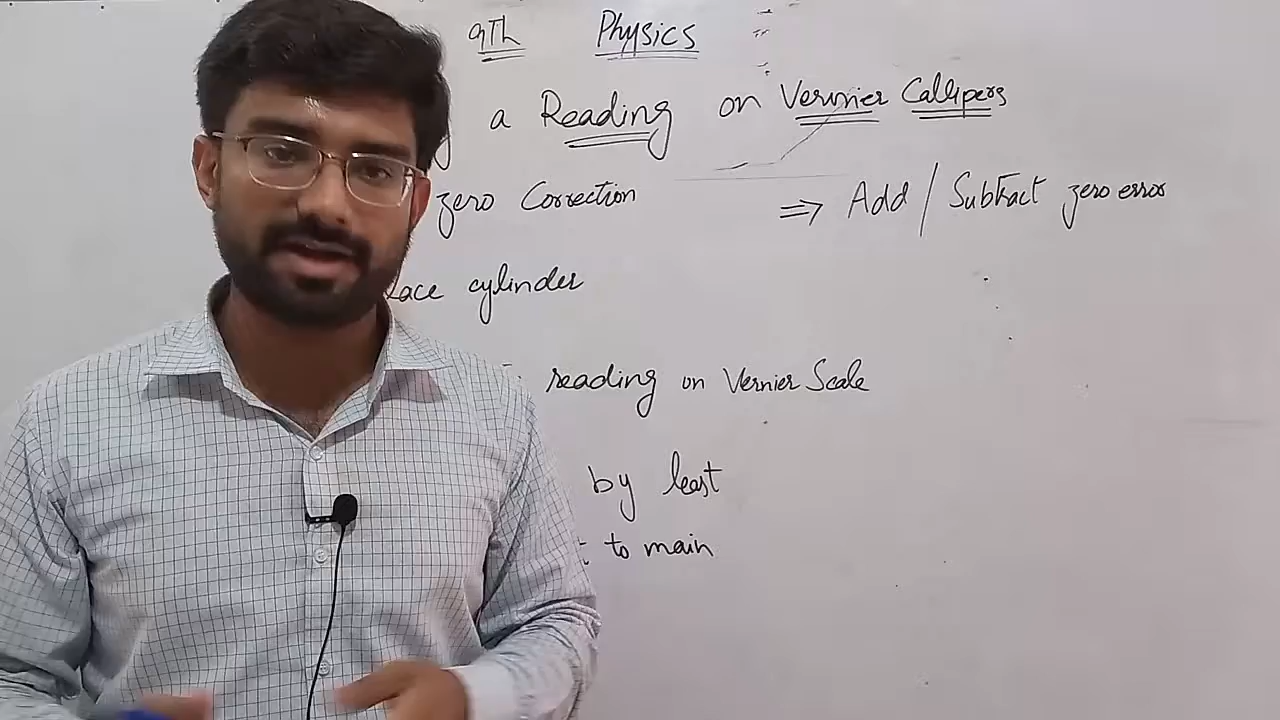 9Th Physics
a Reading on Vernier Callipers
zero Correction ⇒ Add / Subtract zero error
cylinder
reading on Vernier Scale
by least
to main